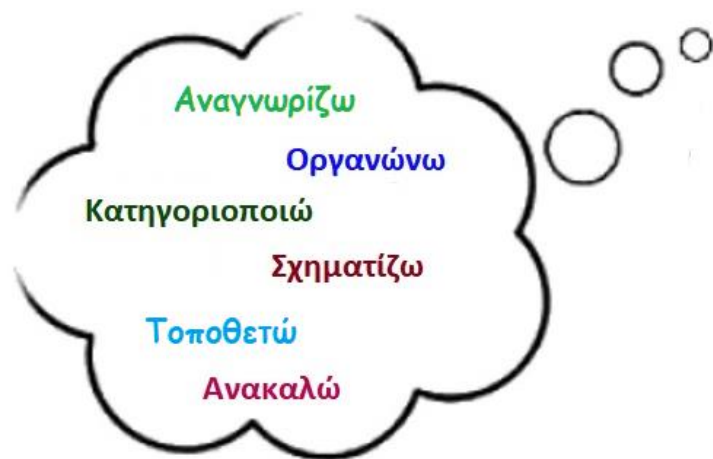 Αναγνωρίζω
Οργανώνω
Κατηγοριοποιώ
Σχηματίζω
Τοποθετώ
Ανακαλώ